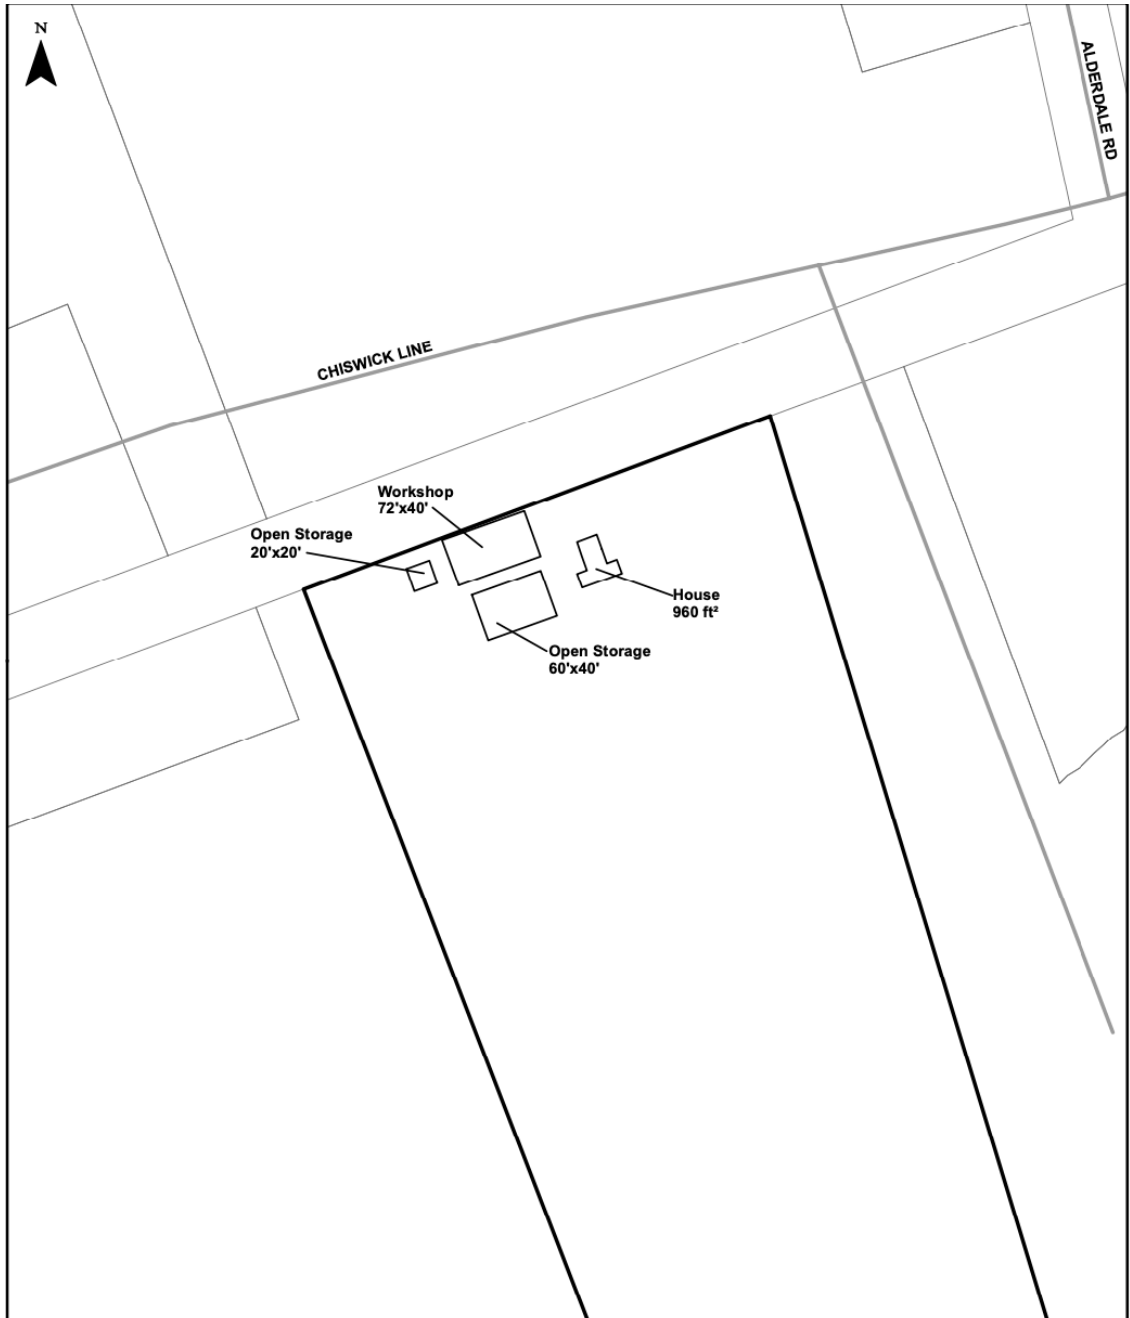 N
ALDERDALE RD
CHISWICK LINE
Workshop
72'x40'
Open Storage
20'x20'
House
960 ft²
Open Storage
60'x40'